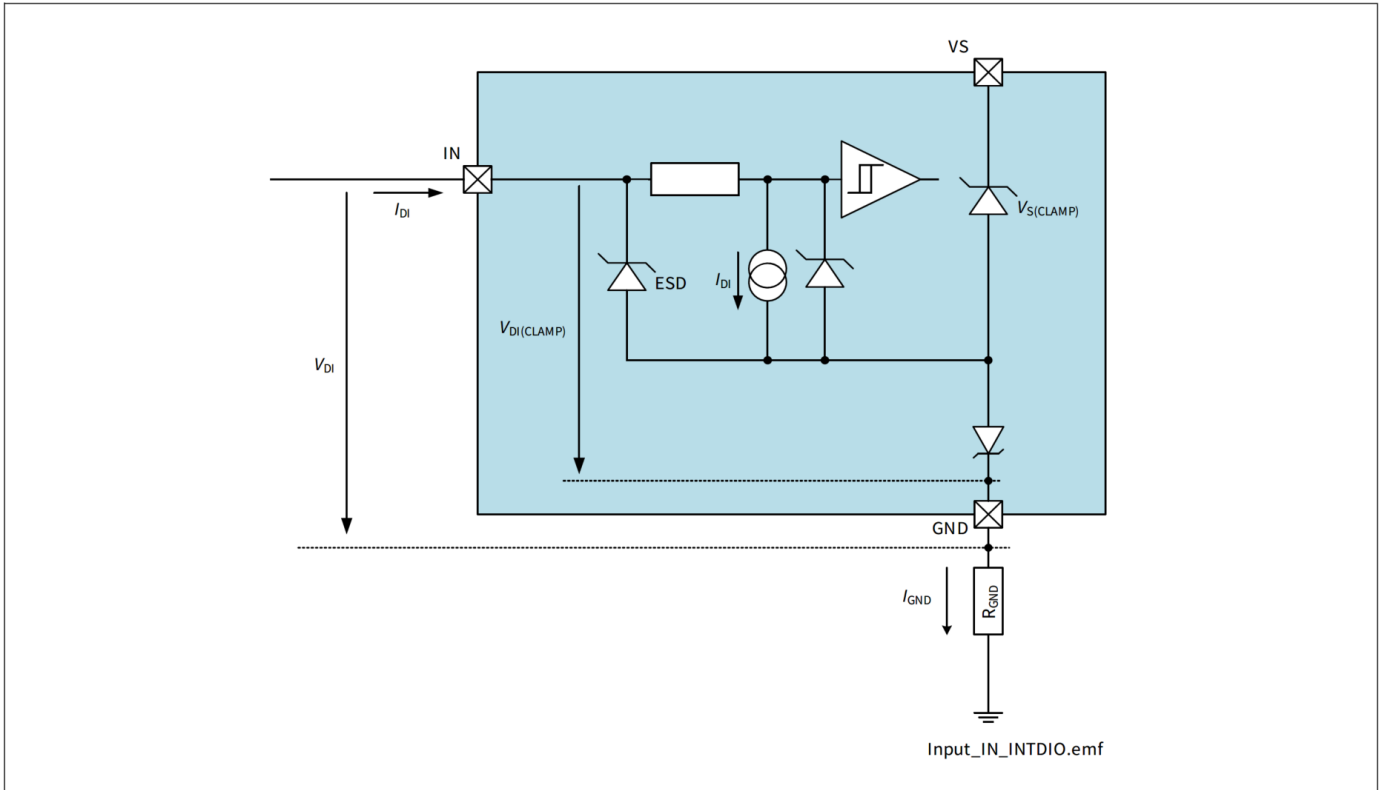 VS
IN
I_DI
V_S(CLAMP)
ESD
I_DI
V_DI(CLAMP)
V_DI
GND
I_GND
R_GND
Input_IN_INTDIO.emf